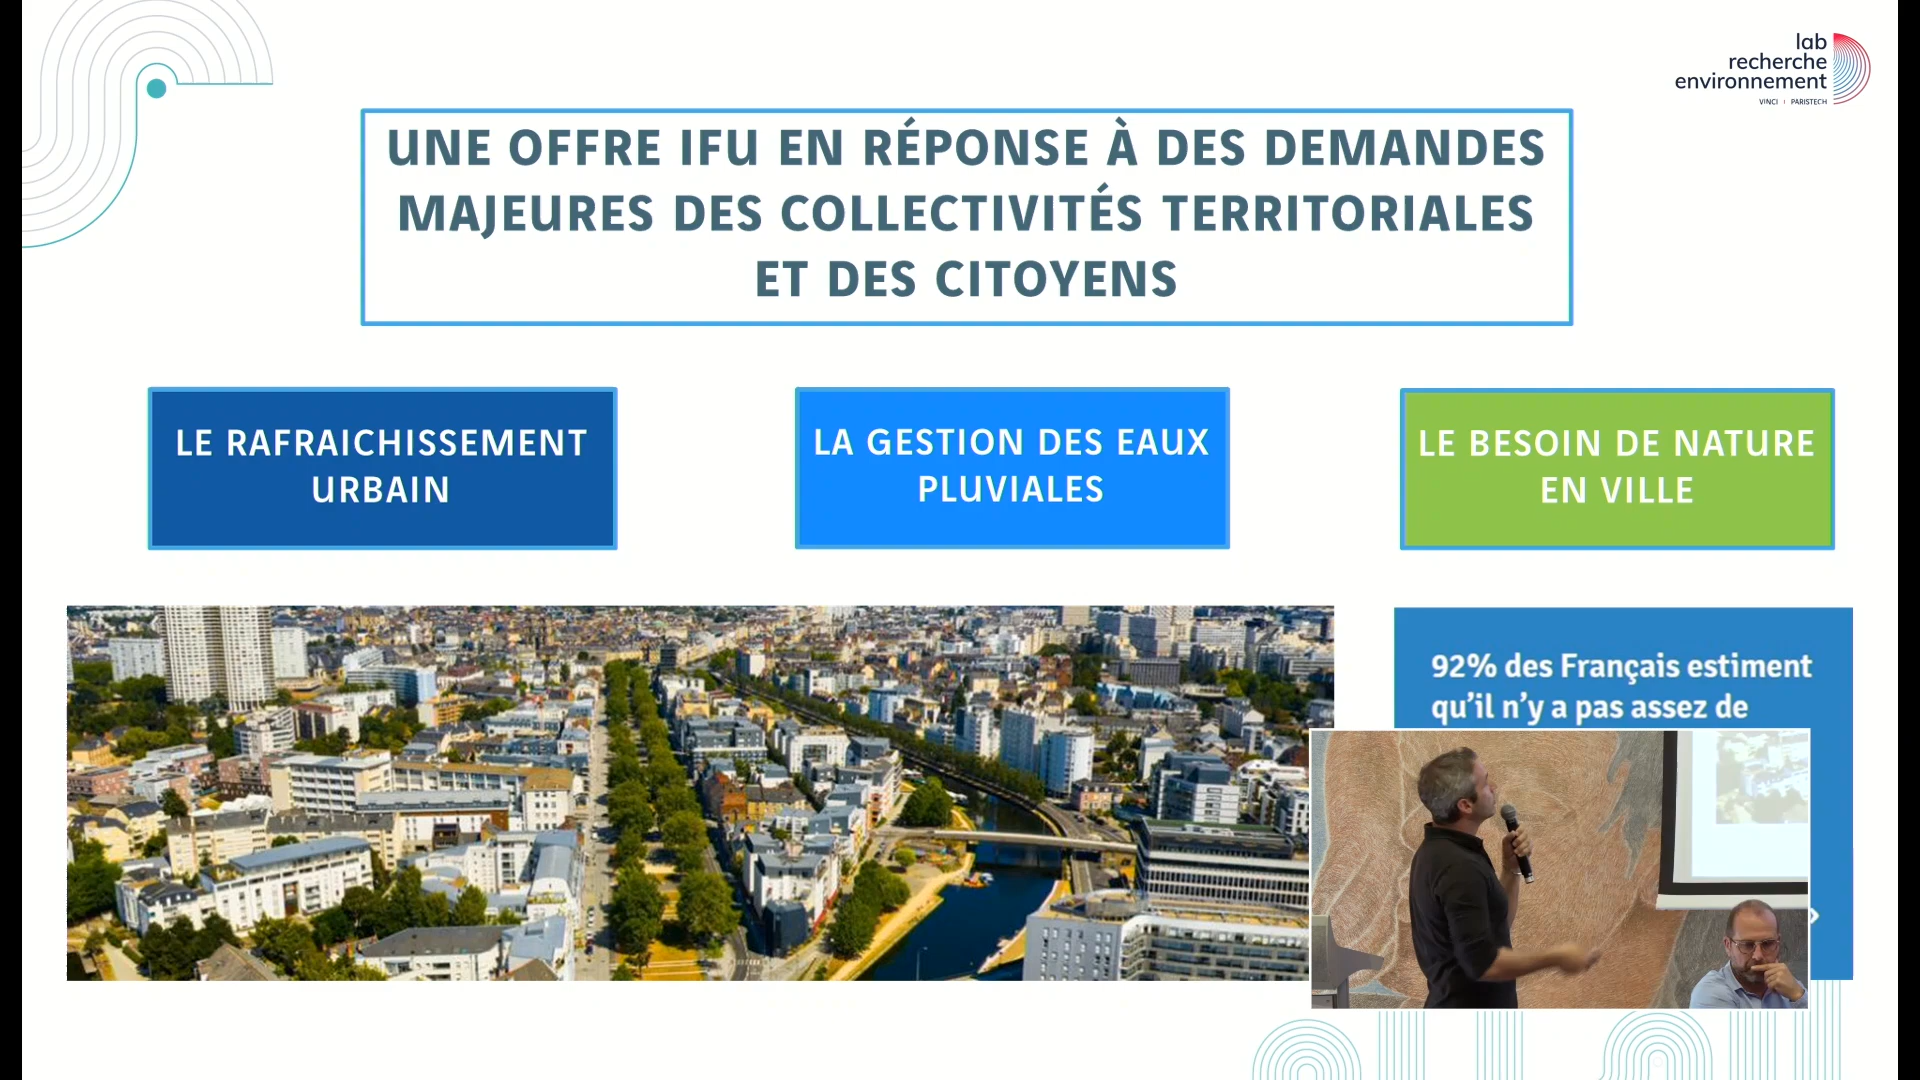 lab
recherche
environnement
VINCI | PARISTECH
UNE OFFRE IFU EN RÉPONSE À DES DEMANDES
MAJEURES DES COLLECTIVITÉS TERRITORIALES
ET DES CITOYENS
LE RAFRAICHISSEMENT
URBAIN
LA GESTION DES EAUX
PLUVIALES
LE BESOIN DE NATURE
EN VILLE
92% des Français estiment
qu’il n’y a pas assez de